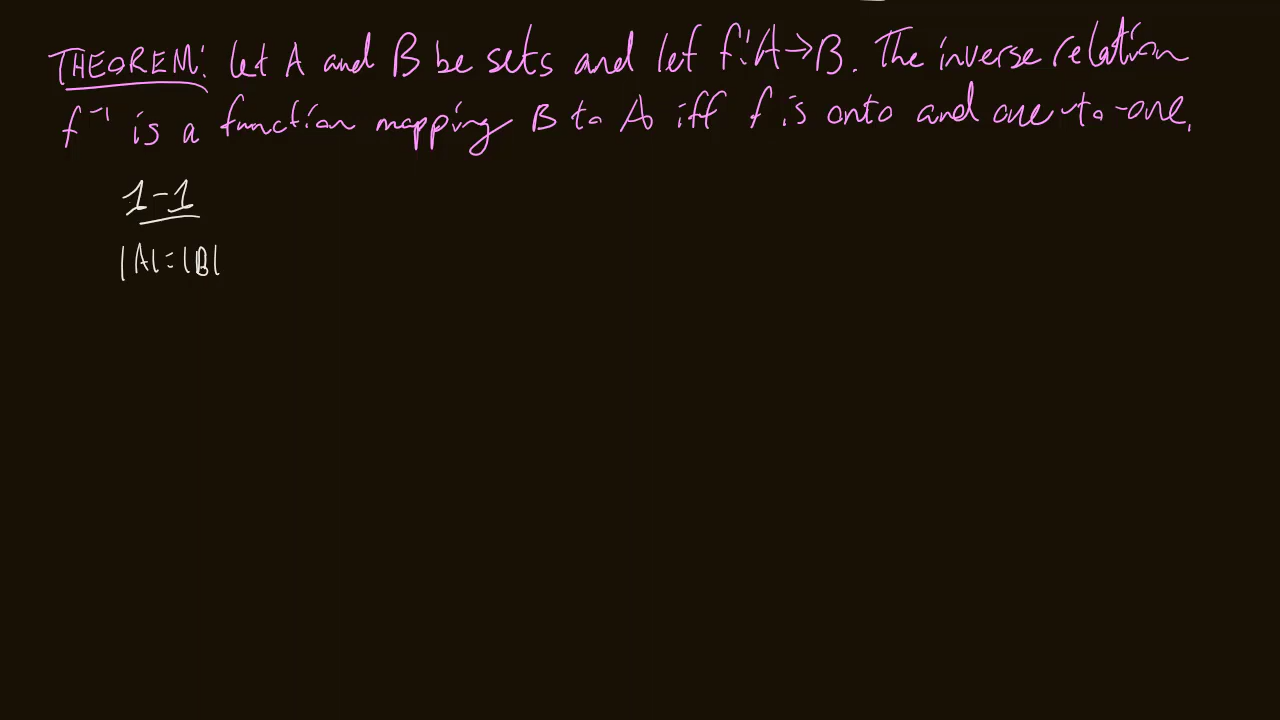 THEOREM: let A and B be sets and let f: A→B. The inverse relation
f⁻¹ is a function mapping B to A iff f is onto and one-to-one.
1-1
|A|=|B|